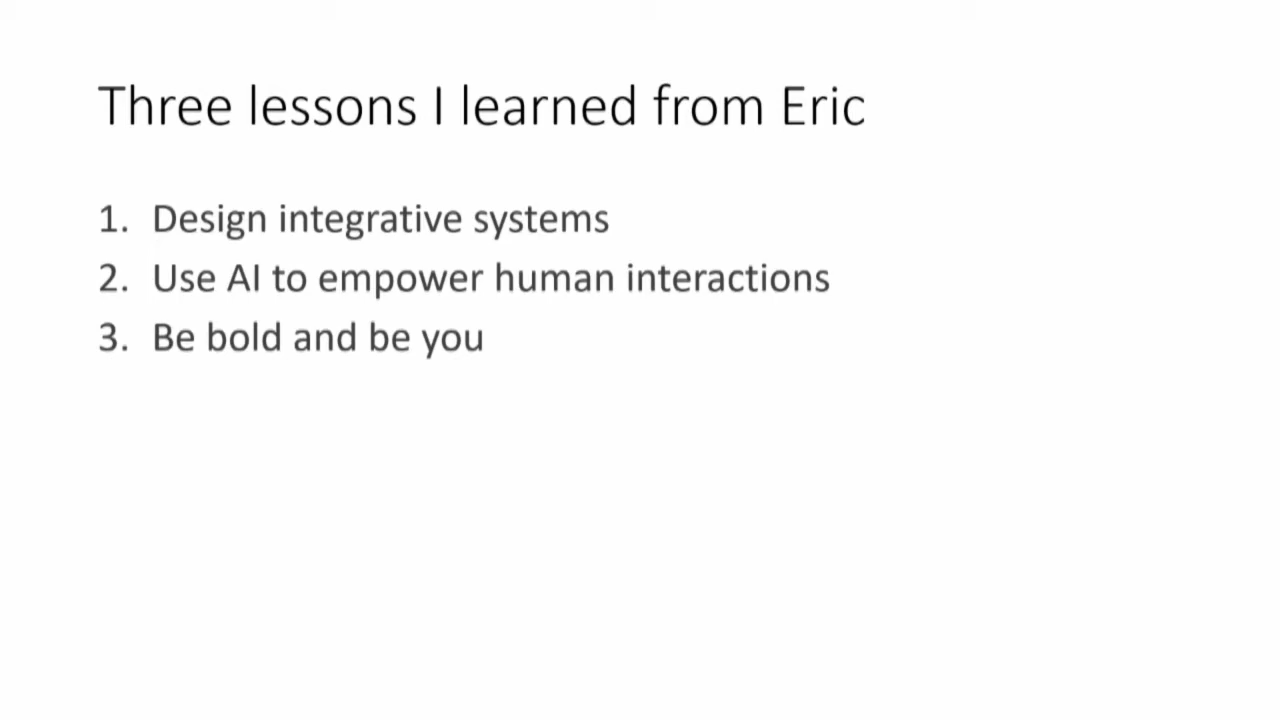 Three lessons I learned from Eric
1. Design integrative systems
2. Use AI to empower human interactions
3. Be bold and be you